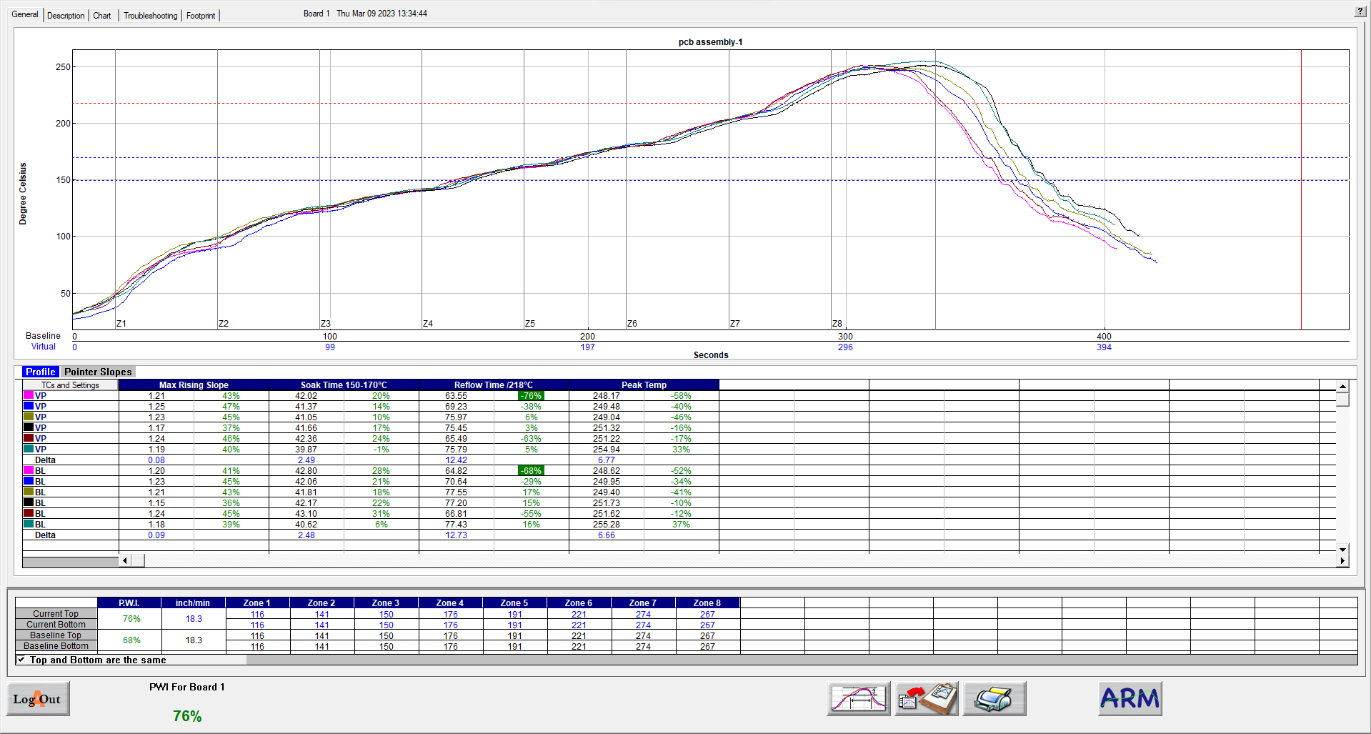 General Description Chart Troubleshooting Footprint Board 1 Thu Mar 09 2023 13:34:44 ?
pcb assembly-1
Degree Celsius
250
200
150
100
50
Z1 Z2 Z3 Z4 Z5 Z6 Z7 Z8
Baseline 0 100 200 300 400
Virtual 0 99 197 296 394
Seconds
Profile Pointer Slopes
TCs and Settings Max Rising Slope Soak Time 150-170°C Reflow Time /218°C Peak Temp
VP 1.21 43% 42.02 20% 63.55 -76% 248.17 -58%
VP 1.25 47% 41.37 14% 69.23 -38% 249.48 -40%
VP 1.23 45% 41.05 10% 75.97 6% 249.04 -46%
VP 1.17 37% 41.66 17% 75.45 3% 251.32 -16%
VP 1.24 46% 42.36 24% 65.49 -63% 251.22 -17%
VP 1.19 40% 39.87 -1% 75.79 5% 254.94 33%
Delta 0.08 2.49 12.42 6.77
BL 1.20 41% 42.80 28% 64.82 -68% 248.62 -52%
BL 1.23 45% 42.06 21% 70.64 -29% 249.95 -34%
BL 1.21 43% 41.81 18% 77.55 17% 249.40 -41%
BL 1.15 36% 42.17 22% 77.20 15% 251.73 -10%
BL 1.24 45% 43.10 31% 66.81 -55% 251.62 -12%
BL 1.18 39% 40.62 6% 77.43 16% 255.28 37%
Delta 0.09 2.48 12.73 6.66
P.W.I. inch/min Zone 1 Zone 2 Zone 3 Zone 4 Zone 5 Zone 6 Zone 7 Zone 8
Current Top 76% 18.3 116 141 150 176 191 221 274 267
Current Bottom 116 141 150 176 191 221 274 267
Baseline Top 68% 18.3 116 141 150 176 191 221 274 267
Baseline Bottom 116 141 150 176 191 221 274 267
Top and Bottom are the same
Log Out PWI For Board 1 ARM
76%